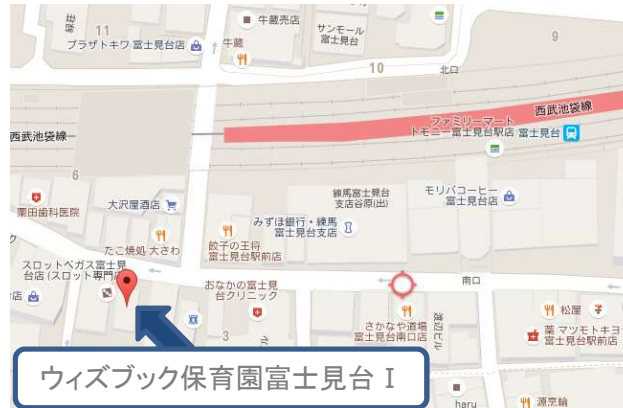 11
プラザトキワ 富士見台店
牛蔵売店
牛蔵
サンモール
富士見台
9
10
北口
西武池袋線
西武池袋線
ファミリーマート
トモニー富士見台駅店
富士見台
6
栗田歯科医院
大沢屋酒店
たこ焼処 大さわ
餃子の王将
富士見台駅前店
みずほ銀行・練馬
富士見台支店
練馬富士見台
支店谷原(出)
モリバコーヒー
富士見台店
スロットベガス富士見
台店 (スロット専門
台店
おなかの富士見
台クリニック
3
南口
さかなや道場
富士見台南口店
渡辺ビル
松屋
薬 マツモトキヨ
富士見台駅前店
haru
源烹輪
ウィズブック保育園富士見台 I